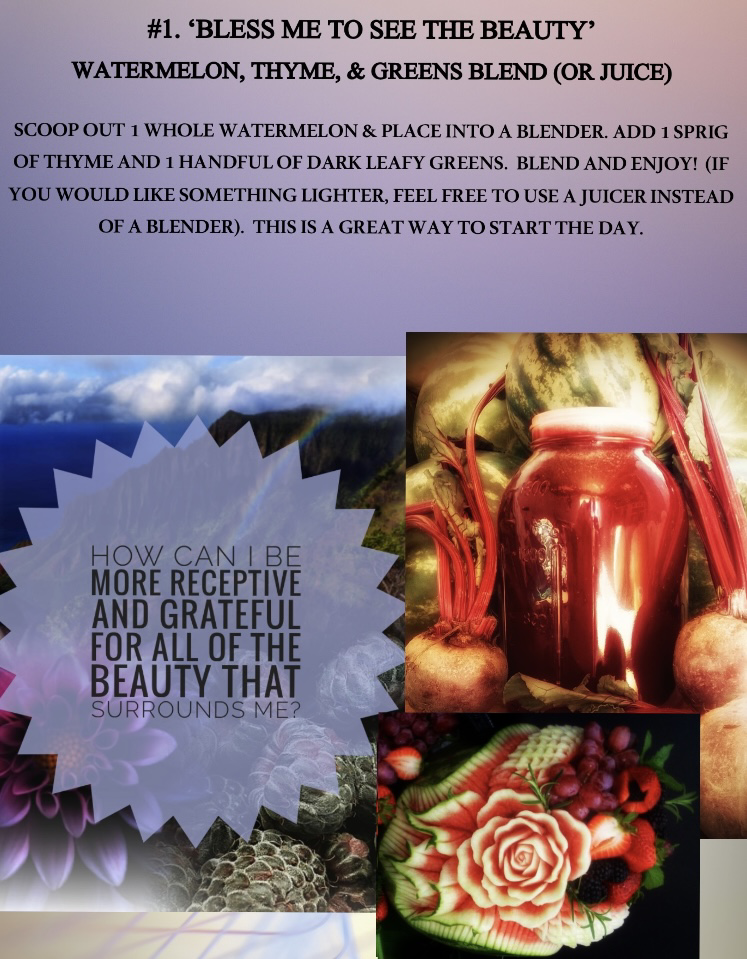 #1. ‘BLESS ME TO SEE THE BEAUTY’
WATERMELON, THYME, & GREENS BLEND (OR JUICE)
SCOOP OUT 1 WHOLE WATERMELON & PLACE INTO A BLENDER. ADD 1 SPRIG
OF THYME AND 1 HANDFUL OF DARK LEAFY GREENS. BLEND AND ENJOY! (IF
YOU WOULD LIKE SOMETHING LIGHTER, FEEL FREE TO USE A JUICER INSTEAD
OF A BLENDER). THIS IS A GREAT WAY TO START THE DAY.
HOW CAN I BE
MORE RECEPTIVE
AND GRATEFUL
FOR ALL OF THE
BEAUTY THAT
SURROUNDS ME?